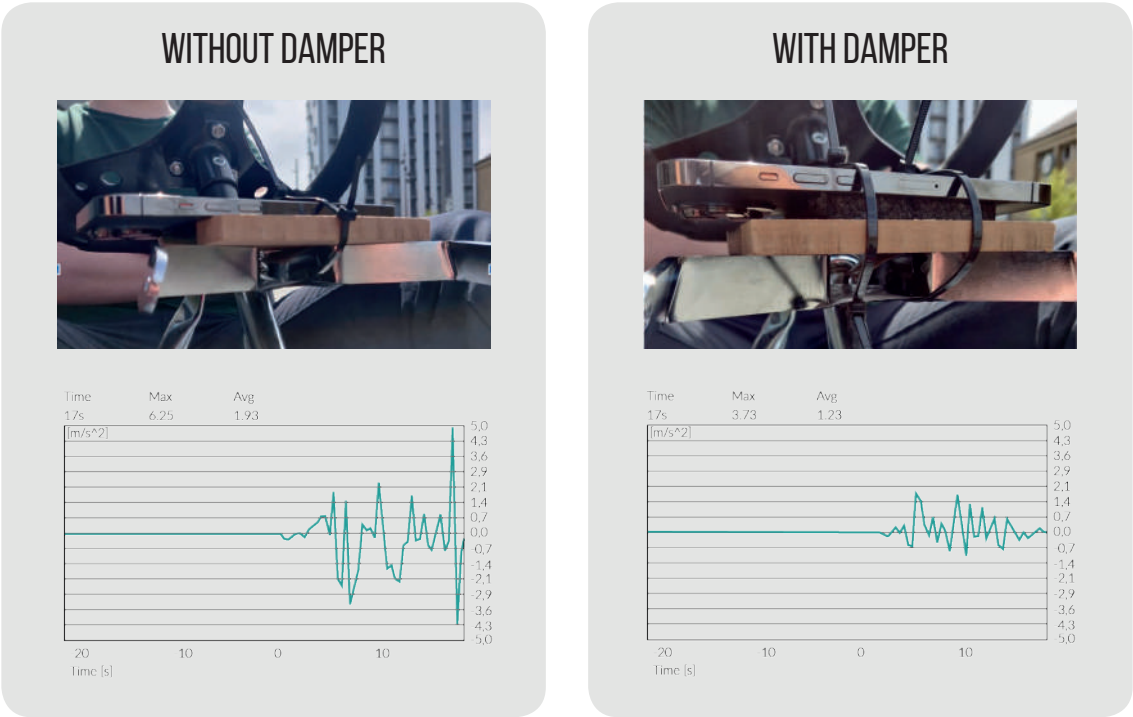 WITHOUT DAMPER
Time Max Avg
17s 6.25 1.93
[m/s^2]
5,0
4,3
3,6
2,9
2,1
1,4
0,7
0,0
0,7
-1,4
-2,1
-2,9
3,6
4,3
-5,0
20 10 0 10
Time [s]
WITH DAMPER
Time Max Avg
17s 3.73 1.23
[m/s^2]
5,0
4,3
3,6
2,9
2,1
1,4
0,7
0,0
0,7
-1,4
-2,1
-2,9
-3,6
4,3
-5,0
20 -10 0 10
Time [s]